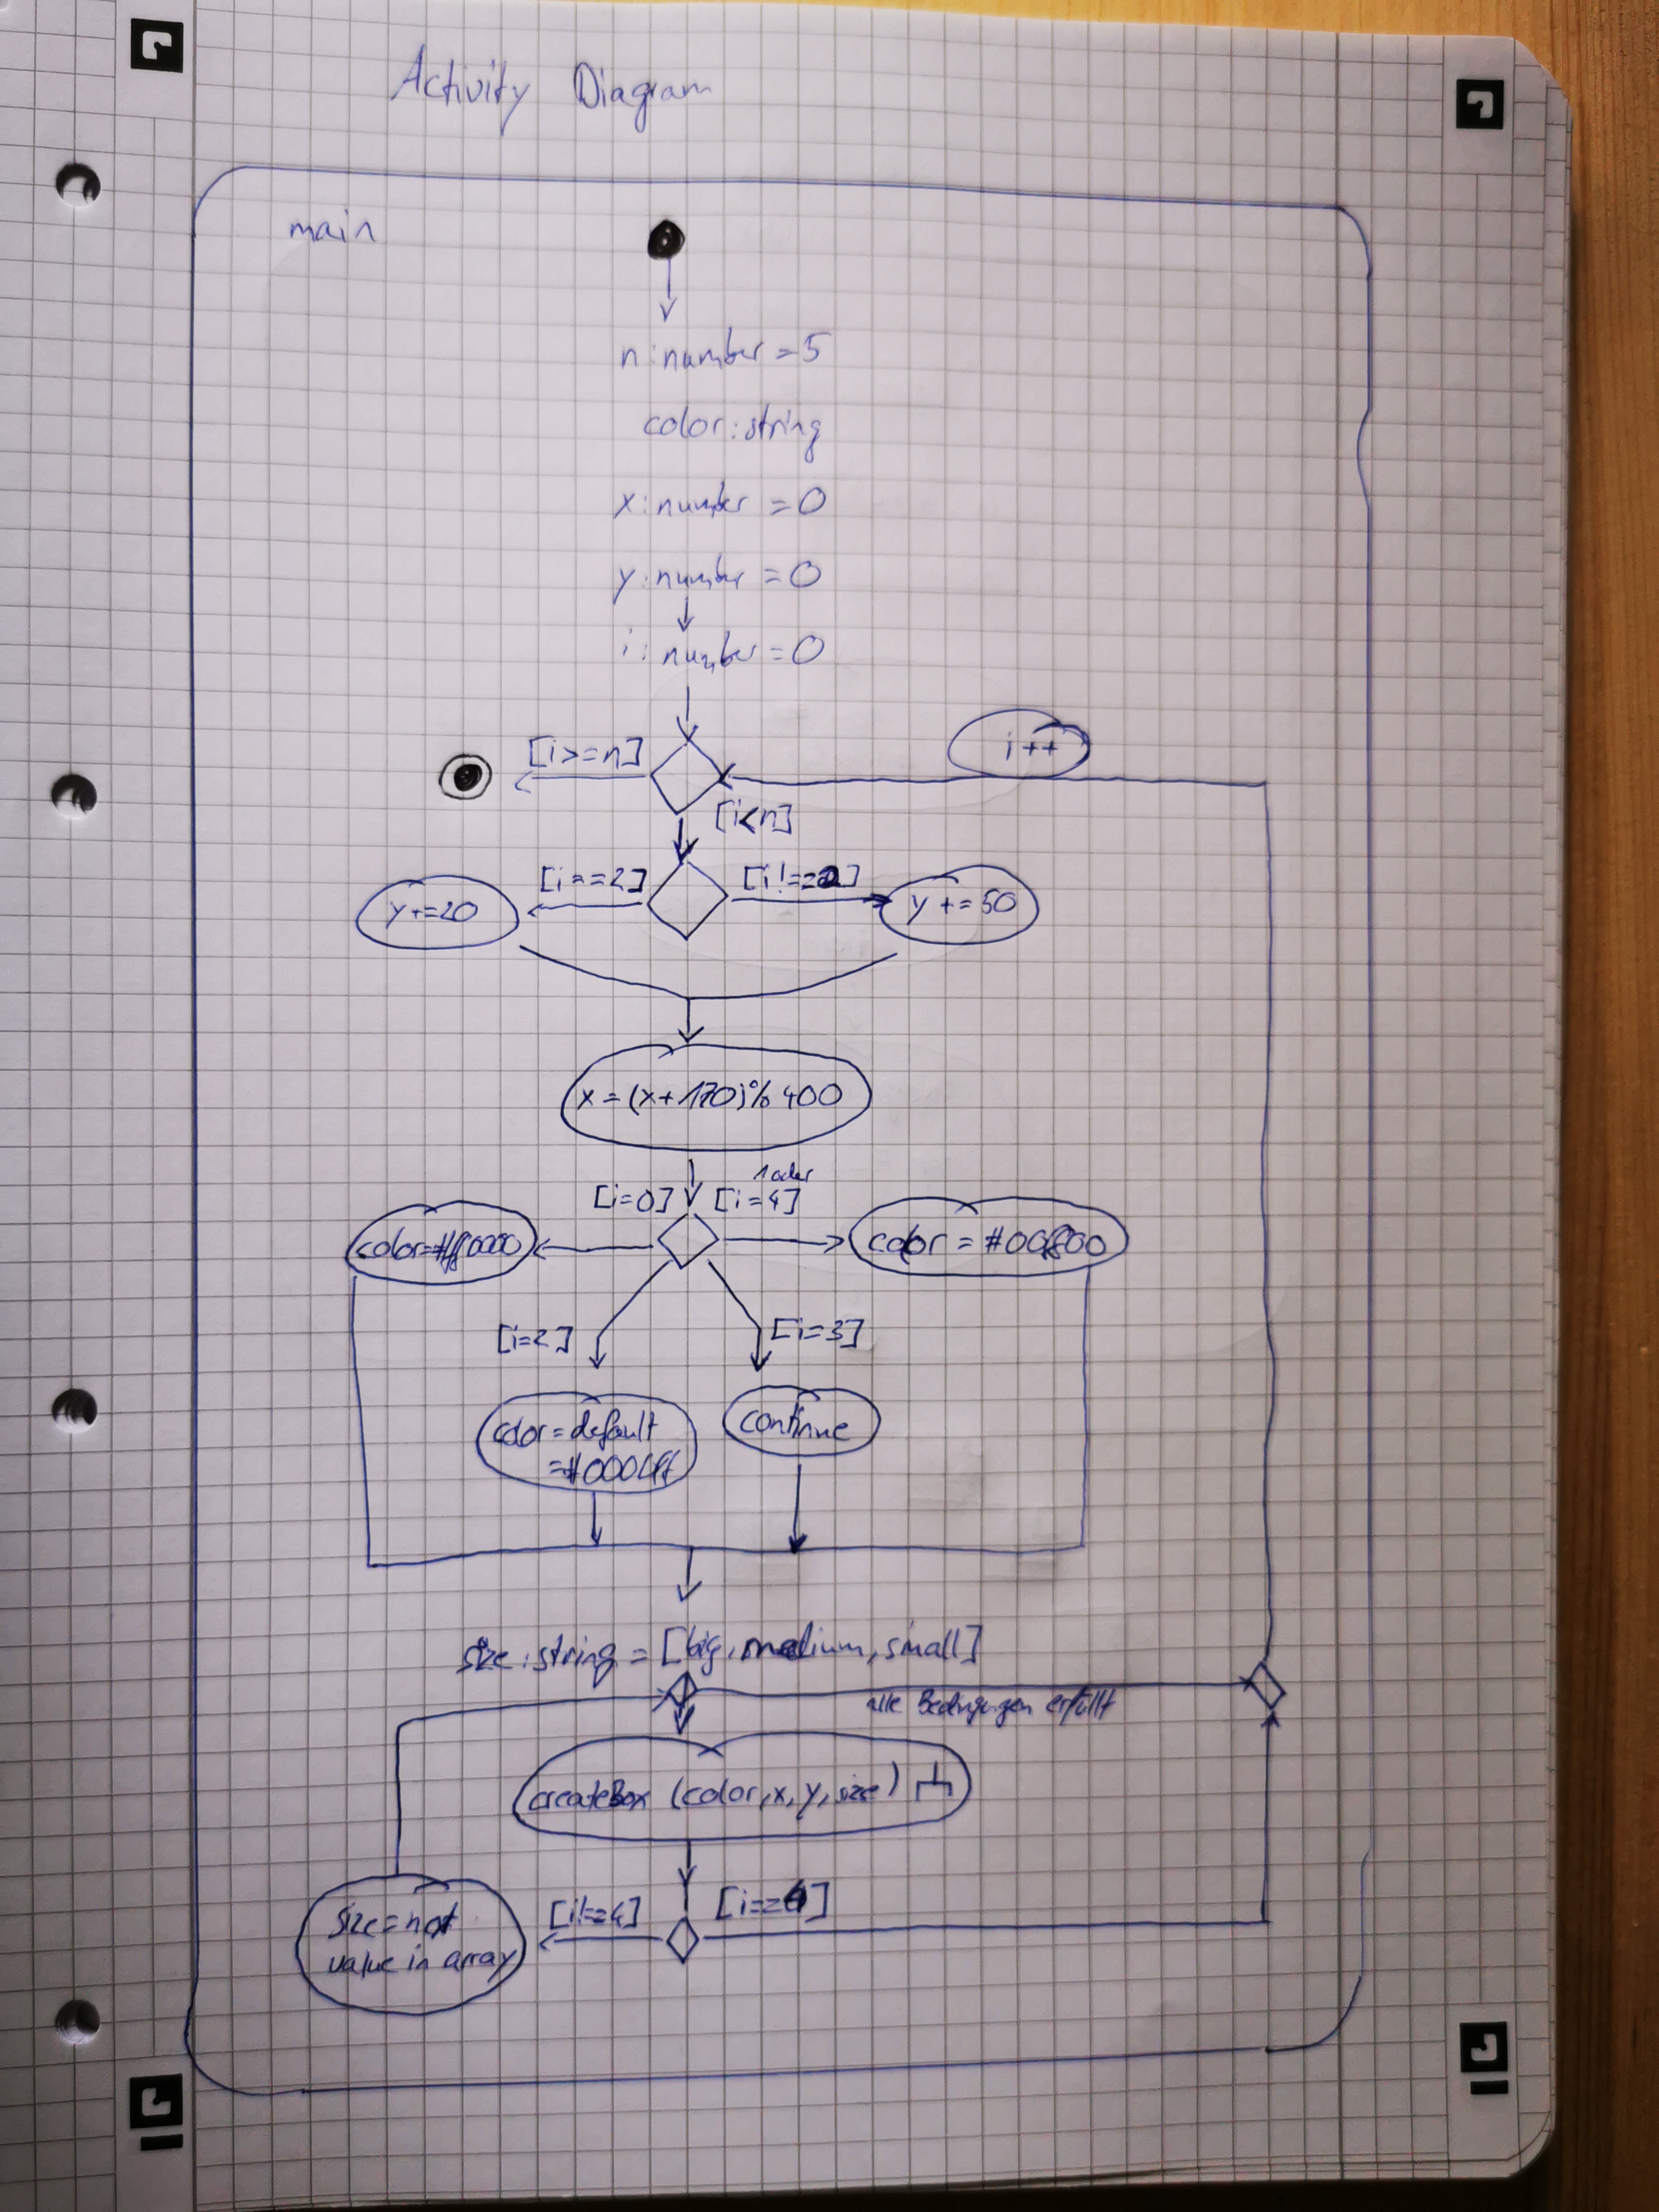 Activity Diagram
main
n:number=5
color:string
x:number=0
y:number=0
i:number=0
[i>=n]
i++
[i<n]
[i==2]
[i!=2]
y+=20
y+=50
x=(x+170)%400
1 oder
[i=0]
[i=4]
color=#ff0000
color=#00ff00
[i=2]
[i=3]
color=default
continue
=#0000ff
size:string=[big,medium,small]
alle Bedingungen erfüllt
createBox (color,x,y,size)
[i!=4]
size=
value in array